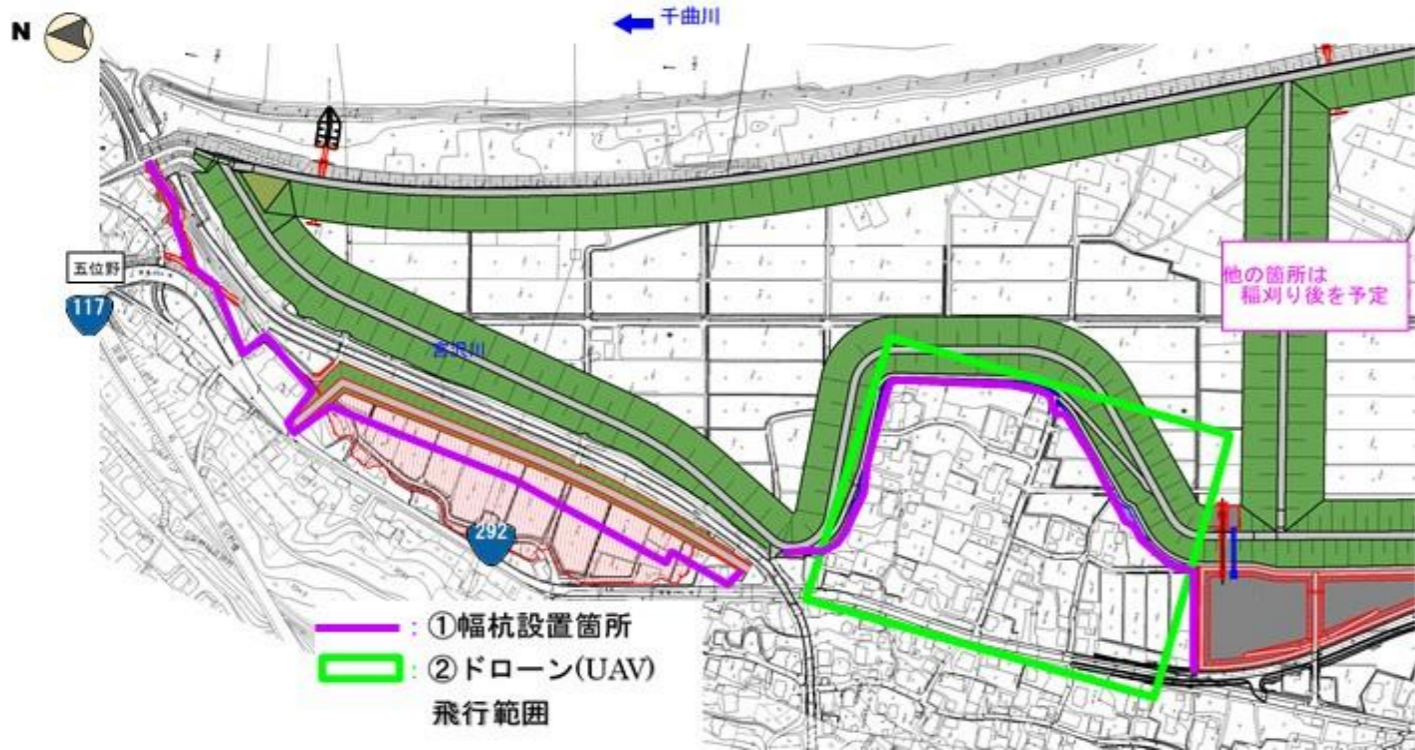 N
千曲川
五位野
117
宮沢川
他の箇所は
稲刈り後を予定
292
: ①幅杭設置箇所
: ②ドローン(UAV)
飛行範囲